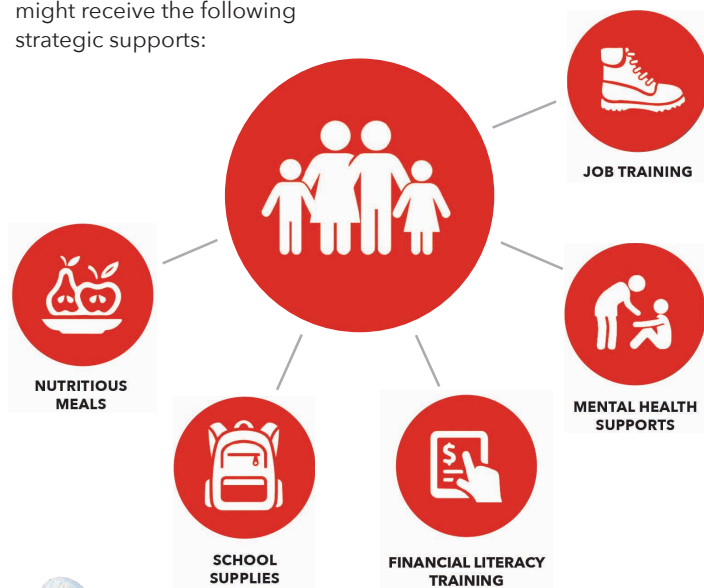 might receive the following
strategic supports:
JOB TRAINING
NUTRITIOUS
MEALS
MENTAL HEALTH
SUPPORTS
$
SCHOOL
SUPPLIES
FINANCIAL LITERACY
TRAINING